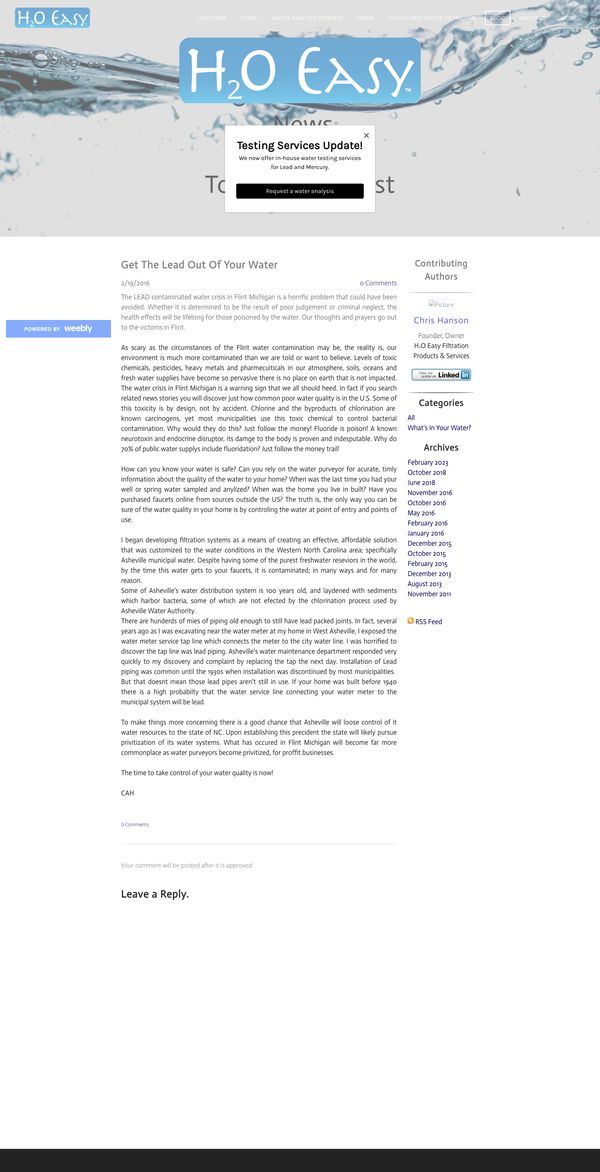 H2O Easy
WELCOME STORE WATER ANALYSIS REQUEST HOME HASSLE-FREE WATER FILTRATION BLOG ABOUT US MORE...
H2O Easy™
News
Testing Services Update!
We now offer in-house water testing services
for Lead and Mercury.
Request a water analysis
Get The Lead Out Of Your Water
2/19/2016
0 Comments
The LEAD contaminated water crisis in Flint Michigan is a horrific problem that could have been
avoided. Whether it is determined to be the result of poor judgement or criminal neglect, the
health effects will be lifelong for those poisoned by the water. Our thoughts and prayers go out
to the victoms in Flint.
As scary as the circumstances of the Flint water contamination may be, the reality is, our
environment is much more contaminated than we are told or want to believe. Levels of toxic
chemicals, pesticides, heavy metals and pharmecuiticals in our atmosphere, soils, oceans and
fresh water supplies have become so pervasive there is no place on earth that is not impacted.
The water crisis in Flint Michigan is a warning sign that we all should heed. In fact if you search
related news stories you will discover just how common poor water quality is in the U.S. Some of
this toxicity is by design, not by accident. Chlorine and the byproducts of chlorination are
known carcinogens, yet most municipalities use this toxic chemical to control bacterial
contamination. Why would they do this? Just follow the money! Fluoride is poison! A known
neurotoxin and endocrine disruptor, its damge to the body is proven and indesputable. Why do
70% of public water supplys include fluoridation? Just follow the money trail!
How can you know your water is safe? Can you rely on the water purveyor for acurate, timly
information about the quality of the water to your home? When was the last time you had your
well or spring water sampled and anylized? When was the home you live in built? Have you
purchased faucets online from sources outside the US? The truth is, the only way you can be
sure of the water quality in your home is by controling the water at point of entry and points of
use.
I began developing filtration systems as a means of creating an effective, affordable solution
that was customized to the water conditions in the Western North Carolina area; specifically
Asheville municipal water. Despite having some of the purest freshwater reseviors in the world,
by the time this water gets to your faucets, it is contaminated; in many ways and for many
reason.
Some of Asheville's water distribution system is 100 years old, and laydened with sediments
which harbor bacteria, some of which are not efected by the chlorination process used by
Asheville Water Authority.
There are hundreds of mies of piping old enough to still have lead packed joints. In fact, several
years ago as I was excavating near the water meter at my home in West Asheville, I exposed the
water meter service tap line which connects the meter to the city water line. I was horrified to
discover the tap line was lead piping. Asheville's water maintenance department responded very
quickly to my discovery and complaint by replacing the tap the next day. Installation of Lead
piping was common until the 1930s when installation was discontinued by most municipalities.
But that doesnt mean those lead pipes aren't still in use. If your home was built before 1940
there is a high probabilty that the water service line connecting your water meter to the
municipal system will be lead.
To make things more concerning there is a good chance that Asheville will loose control of it
water resources to the state of NC. Upon establishing this president the state will likely pursue
privitization of its water systems. What has occured in Flint Michigan will become far more
commonplace as water purveyors become privitized, for proffit businesses.
The time to take control of your water quality is now!
CAH
0 Comments
Your comment will be posted after it is approved.
Leave a Reply.
Contributing
Authors
Picture
Chris Hanson
Founder, Owner
H2O Easy Filtration
Products & Services
View my profile on LinkedIn
Categories
All
What's In Your Water?
Archives
February 2023
October 2018
June 2018
November 2016
October 2016
May 2016
February 2016
January 2016
December 2015
October 2015
February 2015
December 2013
August 2013
November 2011
RSS Feed
POWERED BY weebly